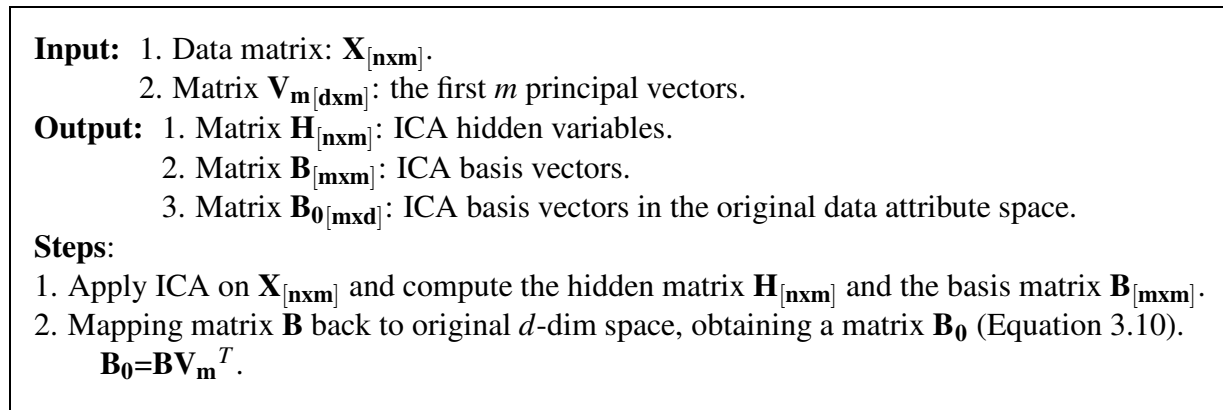 Input: 1. Data matrix: X[nxm].
2. Matrix Vm[dxm]: the first m principal vectors.
Output: 1. Matrix H[nxm]: ICA hidden variables.
2. Matrix B[mxm]: ICA basis vectors.
3. Matrix B0[mxd]: ICA basis vectors in the original data attribute space.
Steps:
1. Apply ICA on X[nxm] and compute the hidden matrix H[nxm] and the basis matrix B[mxm].
2. Mapping matrix B back to original d-dim space, obtaining a matrix B0 (Equation 3.10).
B0=BVm^T.